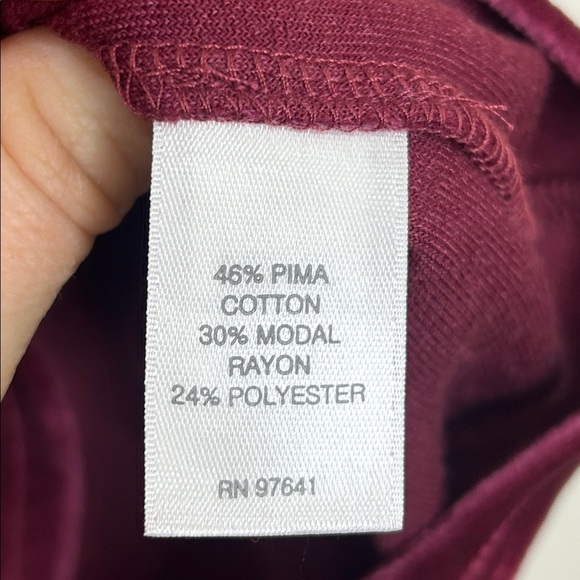 46% PIMA
COTTON
30% MODAL
RAYON
24% POLYESTER
RN 97641